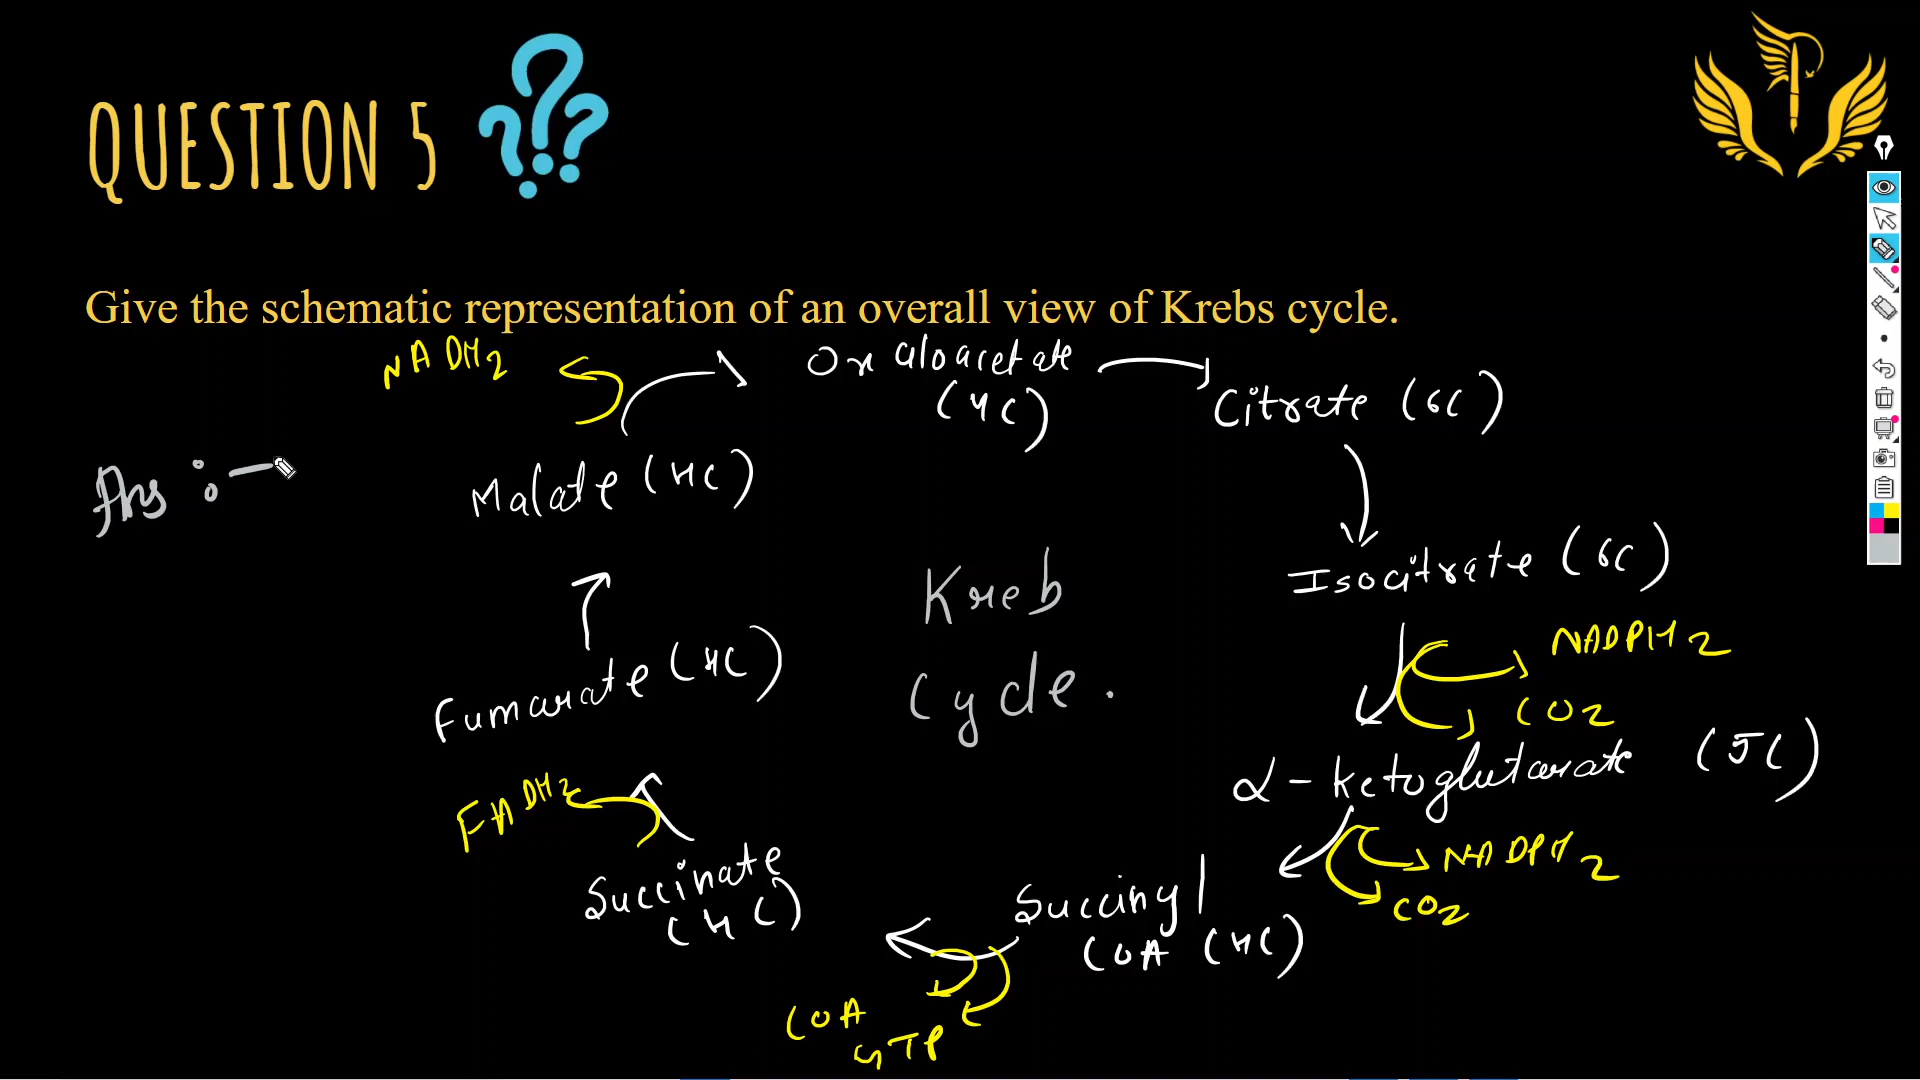 QUESTION 5
Give the schematic representation of an overall view of Krebs cycle.
NADH2
Oxaloacetate
(4C)
Citrate (6C)
Ans :-
Malate (4C)
Isocitrate (6C)
Kreb
Cycle.
NADPH2
CO2
Fumarate (4C)
α-Ketoglutarate (5C)
FADH2
NADPH2
CO2
Succinate
(4C)
Succinyl
COA (4C)
COA
GTP